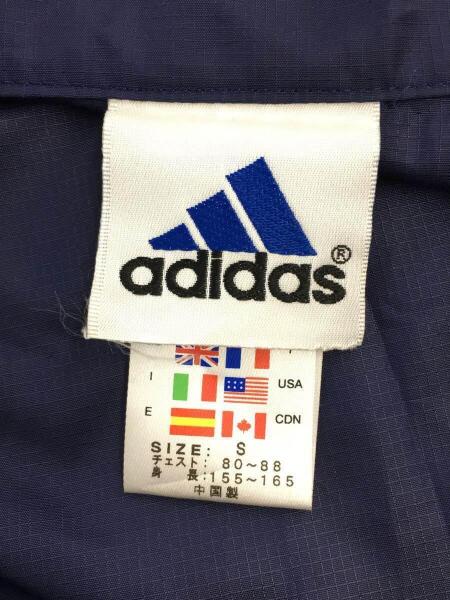 adidas®
I USA
E CDN
SIZE: S
チェスト: 80～88
身 長:155～165
中国製